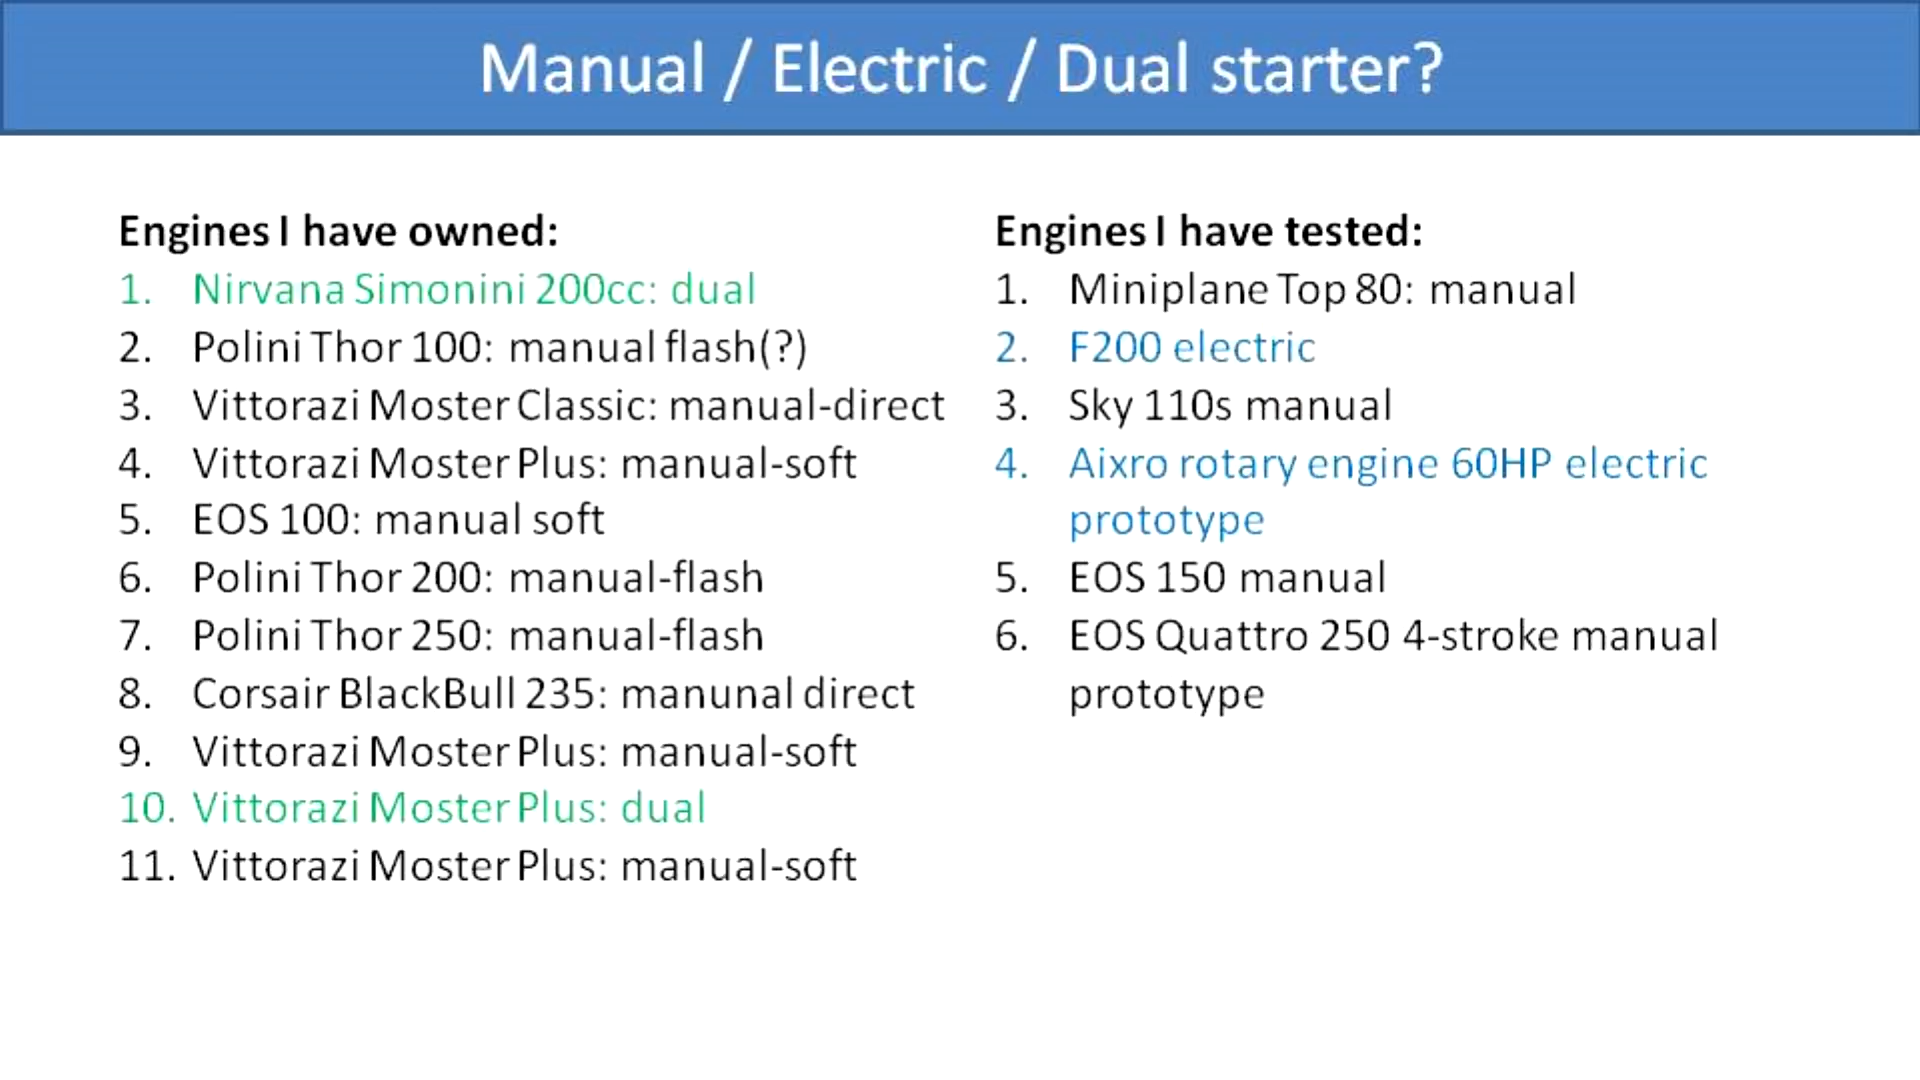 Manual / Electric / Dual starter?
Engines I have owned:
1. Nirvana Simonini 200cc: dual
2. Polini Thor 100: manual flash(?)
3. Vittorazi Moster Classic: manual-direct
4. Vittorazi Moster Plus: manual-soft
5. EOS 100: manual soft
6. Polini Thor 200: manual-flash
7. Polini Thor 250: manual-flash
8. Corsair BlackBull 235: manunal direct
9. Vittorazi Moster Plus: manual-soft
10. Vittorazi Moster Plus: dual
11. Vittorazi Moster Plus: manual-soft
Engines I have tested:
1. Miniplane Top 80: manual
2. F200 electric
3. Sky 110s manual
4. Aixro rotary engine 60HP electric
prototype
5. EOS 150 manual
6. EOS Quattro 250 4-stroke manual
prototype